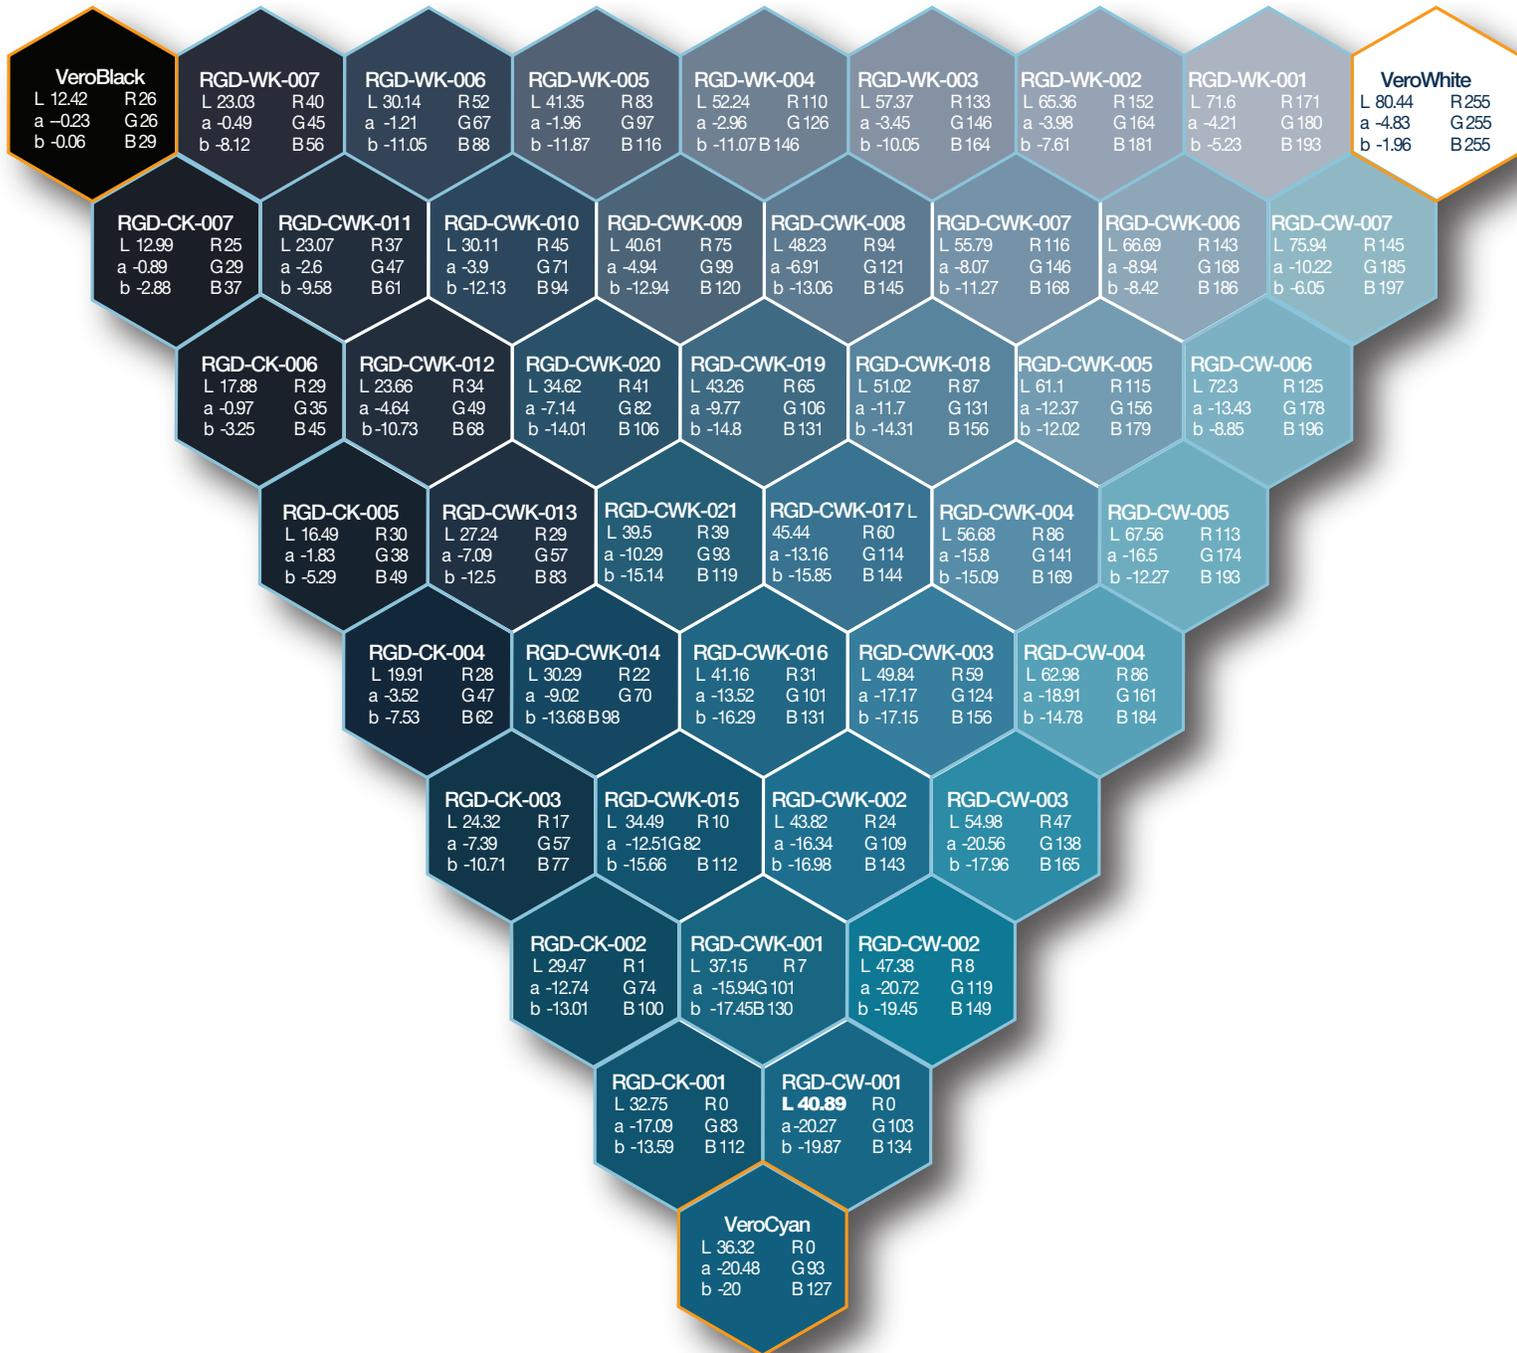 VeroBlack
L 12.42 R 26
a --0.23 G 26
b -0.06 B 29
RGD-WK-007
L 23.03 R 40
a -0.49 G 45
b -8.12 B 56
RGD-WK-006
L 30.14 R 52
a -1.21 G 67
b -11.05 B 88
RGD-WK-005
L 41.35 R 83
a -1.96 G 97
b -11.87 B 116
RGD-WK-004
L 52.24 R 110
a -2.96 G 126
b -11.07 B 146
RGD-WK-003
L 57.37 R 133
a -3.45 G 146
b -10.05 B 164
RGD-WK-002
L 65.36 R 152
a -3.98 G 164
b -7.61 B 181
RGD-WK-001
L 71.6 R 171
a -4.21 G 180
b -5.23 B 193
VeroWhite
L 80.44 R 255
a -4.83 G 255
b -1.96 B 255
RGD-CK-007
L 12.99 R 25
a -0.89 G 29
b -2.88 B 37
RGD-CWK-011
L 23.07 R 37
a -2.6 G 47
b -9.58 B 61
RGD-CWK-010
L 30.11 R 45
a -3.9 G 71
b -12.13 B 94
RGD-CWK-009
L 40.61 R 75
a -4.94 G 99
b -12.94 B 120
RGD-CWK-008
L 48.23 R 94
a -6.91 G 121
b -13.06 B 145
RGD-CWK-007
L 55.79 R 116
a -8.07 G 146
b -11.27 B 168
RGD-CWK-006
L 66.69 R 143
a -8.94 G 168
b -8.42 B 186
RGD-CW-007
L 75.94 R 145
a -10.22 G 185
b -6.05 B 197
RGD-CK-006
L 17.88 R 29
a -0.97 G 35
b -3.25 B 45
RGD-CWK-012
L 23.66 R 34
a -4.64 G 49
b -10.73 B 68
RGD-CWK-020
L 34.62 R 41
a -7.14 G 82
b -14.01 B 106
RGD-CWK-019
L 43.26 R 65
a -9.77 G 106
b -14.8 B 131
RGD-CWK-018
L 51.02 R 87
a -11.7 G 131
b -14.31 B 156
RGD-CWK-005
L 61.1 R 115
a -12.37 G 156
b -12.02 B 179
RGD-CW-006
L 72.3 R 125
a -13.43 G 178
b -8.85 B 196
RGD-CK-005
L 16.49 R 30
a -1.83 G 38
b -5.29 B 49
RGD-CWK-013
L 27.24 R 29
a -7.09 G 57
b -12.5 B 83
RGD-CWK-021
L 39.5 R 39
a -10.29 G 93
b -15.14 B 119
RGD-CWK-017 L
45.44 R 60
a -13.16 G 114
b -15.85 B 144
RGD-CWK-004
L 56.68 R 86
a -15.8 G 141
b -15.09 B 169
RGD-CW-005
L 67.56 R 113
a -16.5 G 174
b -12.27 B 193
RGD-CK-004
L 19.91 R 28
a -3.52 G 47
b -7.53 B 62
RGD-CWK-014
L 30.29 R 22
a -9.02 G 70
b -13.68 B 98
RGD-CWK-016
L 41.16 R 31
a -13.52 G 101
b -16.29 B 131
RGD-CWK-003
L 49.84 R 59
a -17.17 G 124
b -17.15 B 156
RGD-CW-004
L 62.98 R 86
a -18.91 G 161
b -14.78 B 184
RGD-CK-003
L 24.32 R 17
a -7.39 G 57
b -10.71 B 77
RGD-CWK-015
L 34.49 R 10
a -12.51G 82
b -15.66 B 112
RGD-CWK-002
L 43.82 R 24
a -16.34 G 109
b -16.98 B 143
RGD-CW-003
L 54.98 R 47
a -20.56 G 138
b -17.96 B 165
RGD-CK-002
L 29.47 R 1
a -12.74 G 74
b -13.01 B 100
RGD-CWK-001
L 37.15 R 7
a -15.94G 101
b -17.45B 130
RGD-CW-002
L 47.38 R 8
a -20.72 G 119
b -19.45 B 149
RGD-CK-001
L 32.75 R 0
a -17.09 G 83
b -13.59 B 112
RGD-CW-001
L 40.89 R 0
a -20.27 G 103
b -19.87 B 134
VeroCyan
L 36.32 R 0
a -20.48 G 93
b -20 B 127